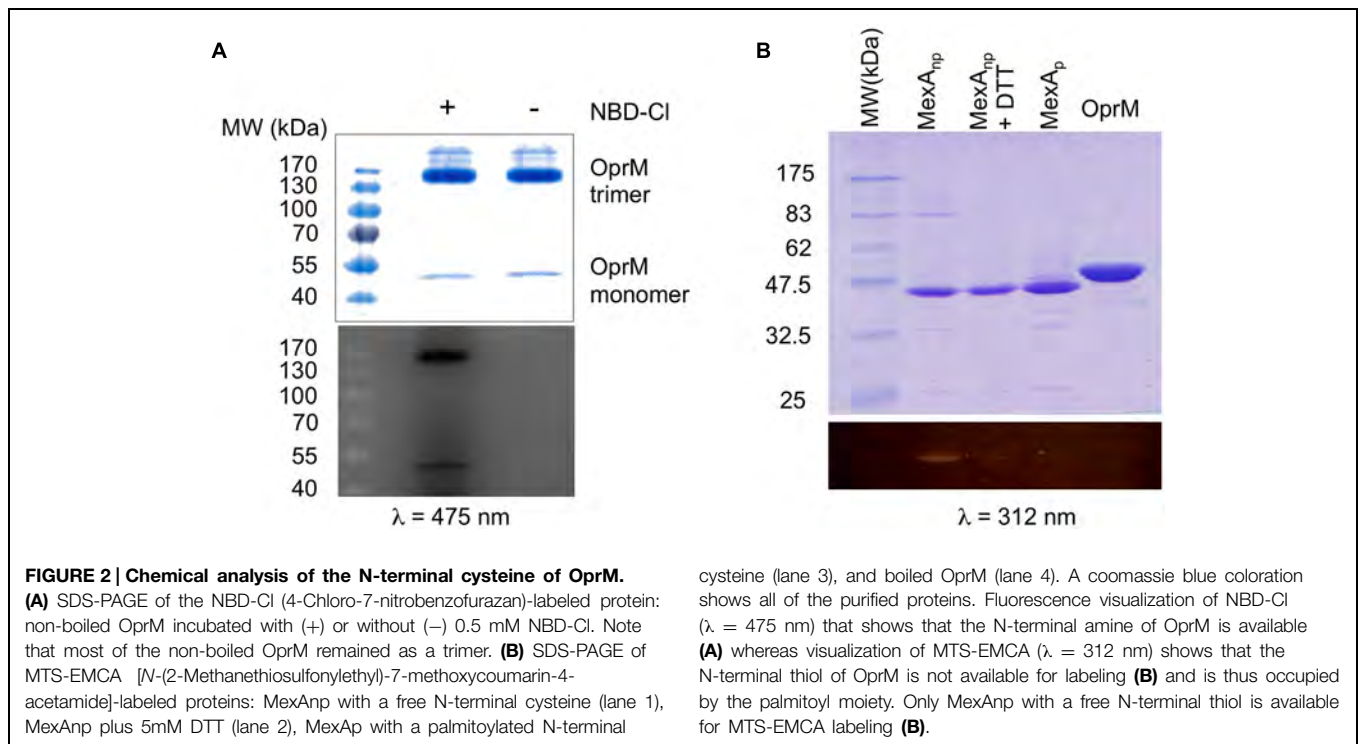 A
+ - NBD-Cl
MW (kDa)
170
130
100
70
55
40
OprM
trimer
OprM
monomer
170
130
100
70
55
40
λ = 475 nm
B
MW(kDa)
MexAnp
MexAnp
+ DTT
MexAp
OprM
175
83
62
47.5
32.5
25
λ = 312 nm
FIGURE 2 | Chemical analysis of the N-terminal cysteine of OprM.
(A) SDS-PAGE of the NBD-Cl (4-Chloro-7-nitrobenzofurazan)-labeled protein:
non-boiled OprM incubated with (+) or without (−) 0.5 mM NBD-Cl. Note
that most of the non-boiled OprM remained as a trimer. (B) SDS-PAGE of
MTS-EMCA [N-(2-Methanethiosulfonylethyl)-7-methoxycoumarin-4-
acetamide]-labeled proteins: MexAnp with a free N-terminal cysteine (lane 1),
MexAnp plus 5mM DTT (lane 2), MexAp with a palmitoylated N-terminal
cysteine (lane 3), and boiled OprM (lane 4). A coomassie blue coloration
shows all of the purified proteins. Fluorescence visualization of NBD-Cl
(λ = 475 nm) that shows that the N-terminal amine of OprM is available
(A) whereas visualization of MTS-EMCA (λ = 312 nm) shows that the
N-terminal thiol of OprM is not available for labeling (B) and is thus occupied
by the palmitoyl moiety. Only MexAnp with a free N-terminal thiol is available
for MTS-EMCA labeling (B).